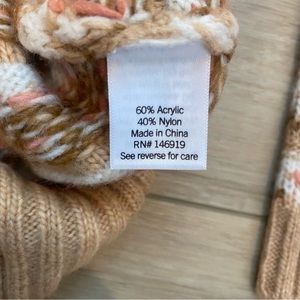 60% Acrylic
40% Nylon
Made in China
RN# 146919
See reverse for care